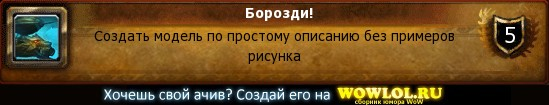 Борозди!
Создать модель по простому описанию без примеров
рисунка
5
Хочешь свой ачив? Создай его на WOWLOL.RU
сборник юмора WoW